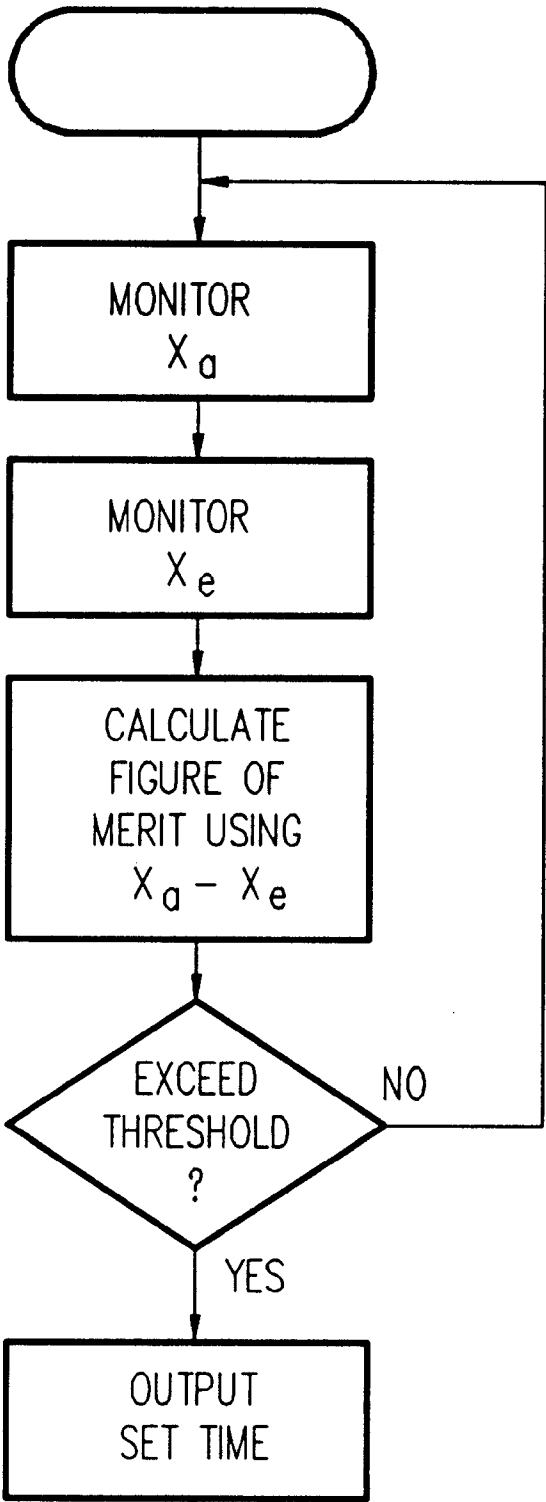 MONITOR
Xa
MONITOR
Xe
CALCULATE
FIGURE OF
MERIT USING
Xa - Xe
EXCEED
THRESHOLD
?
NO
YES
OUTPUT
SET TIME